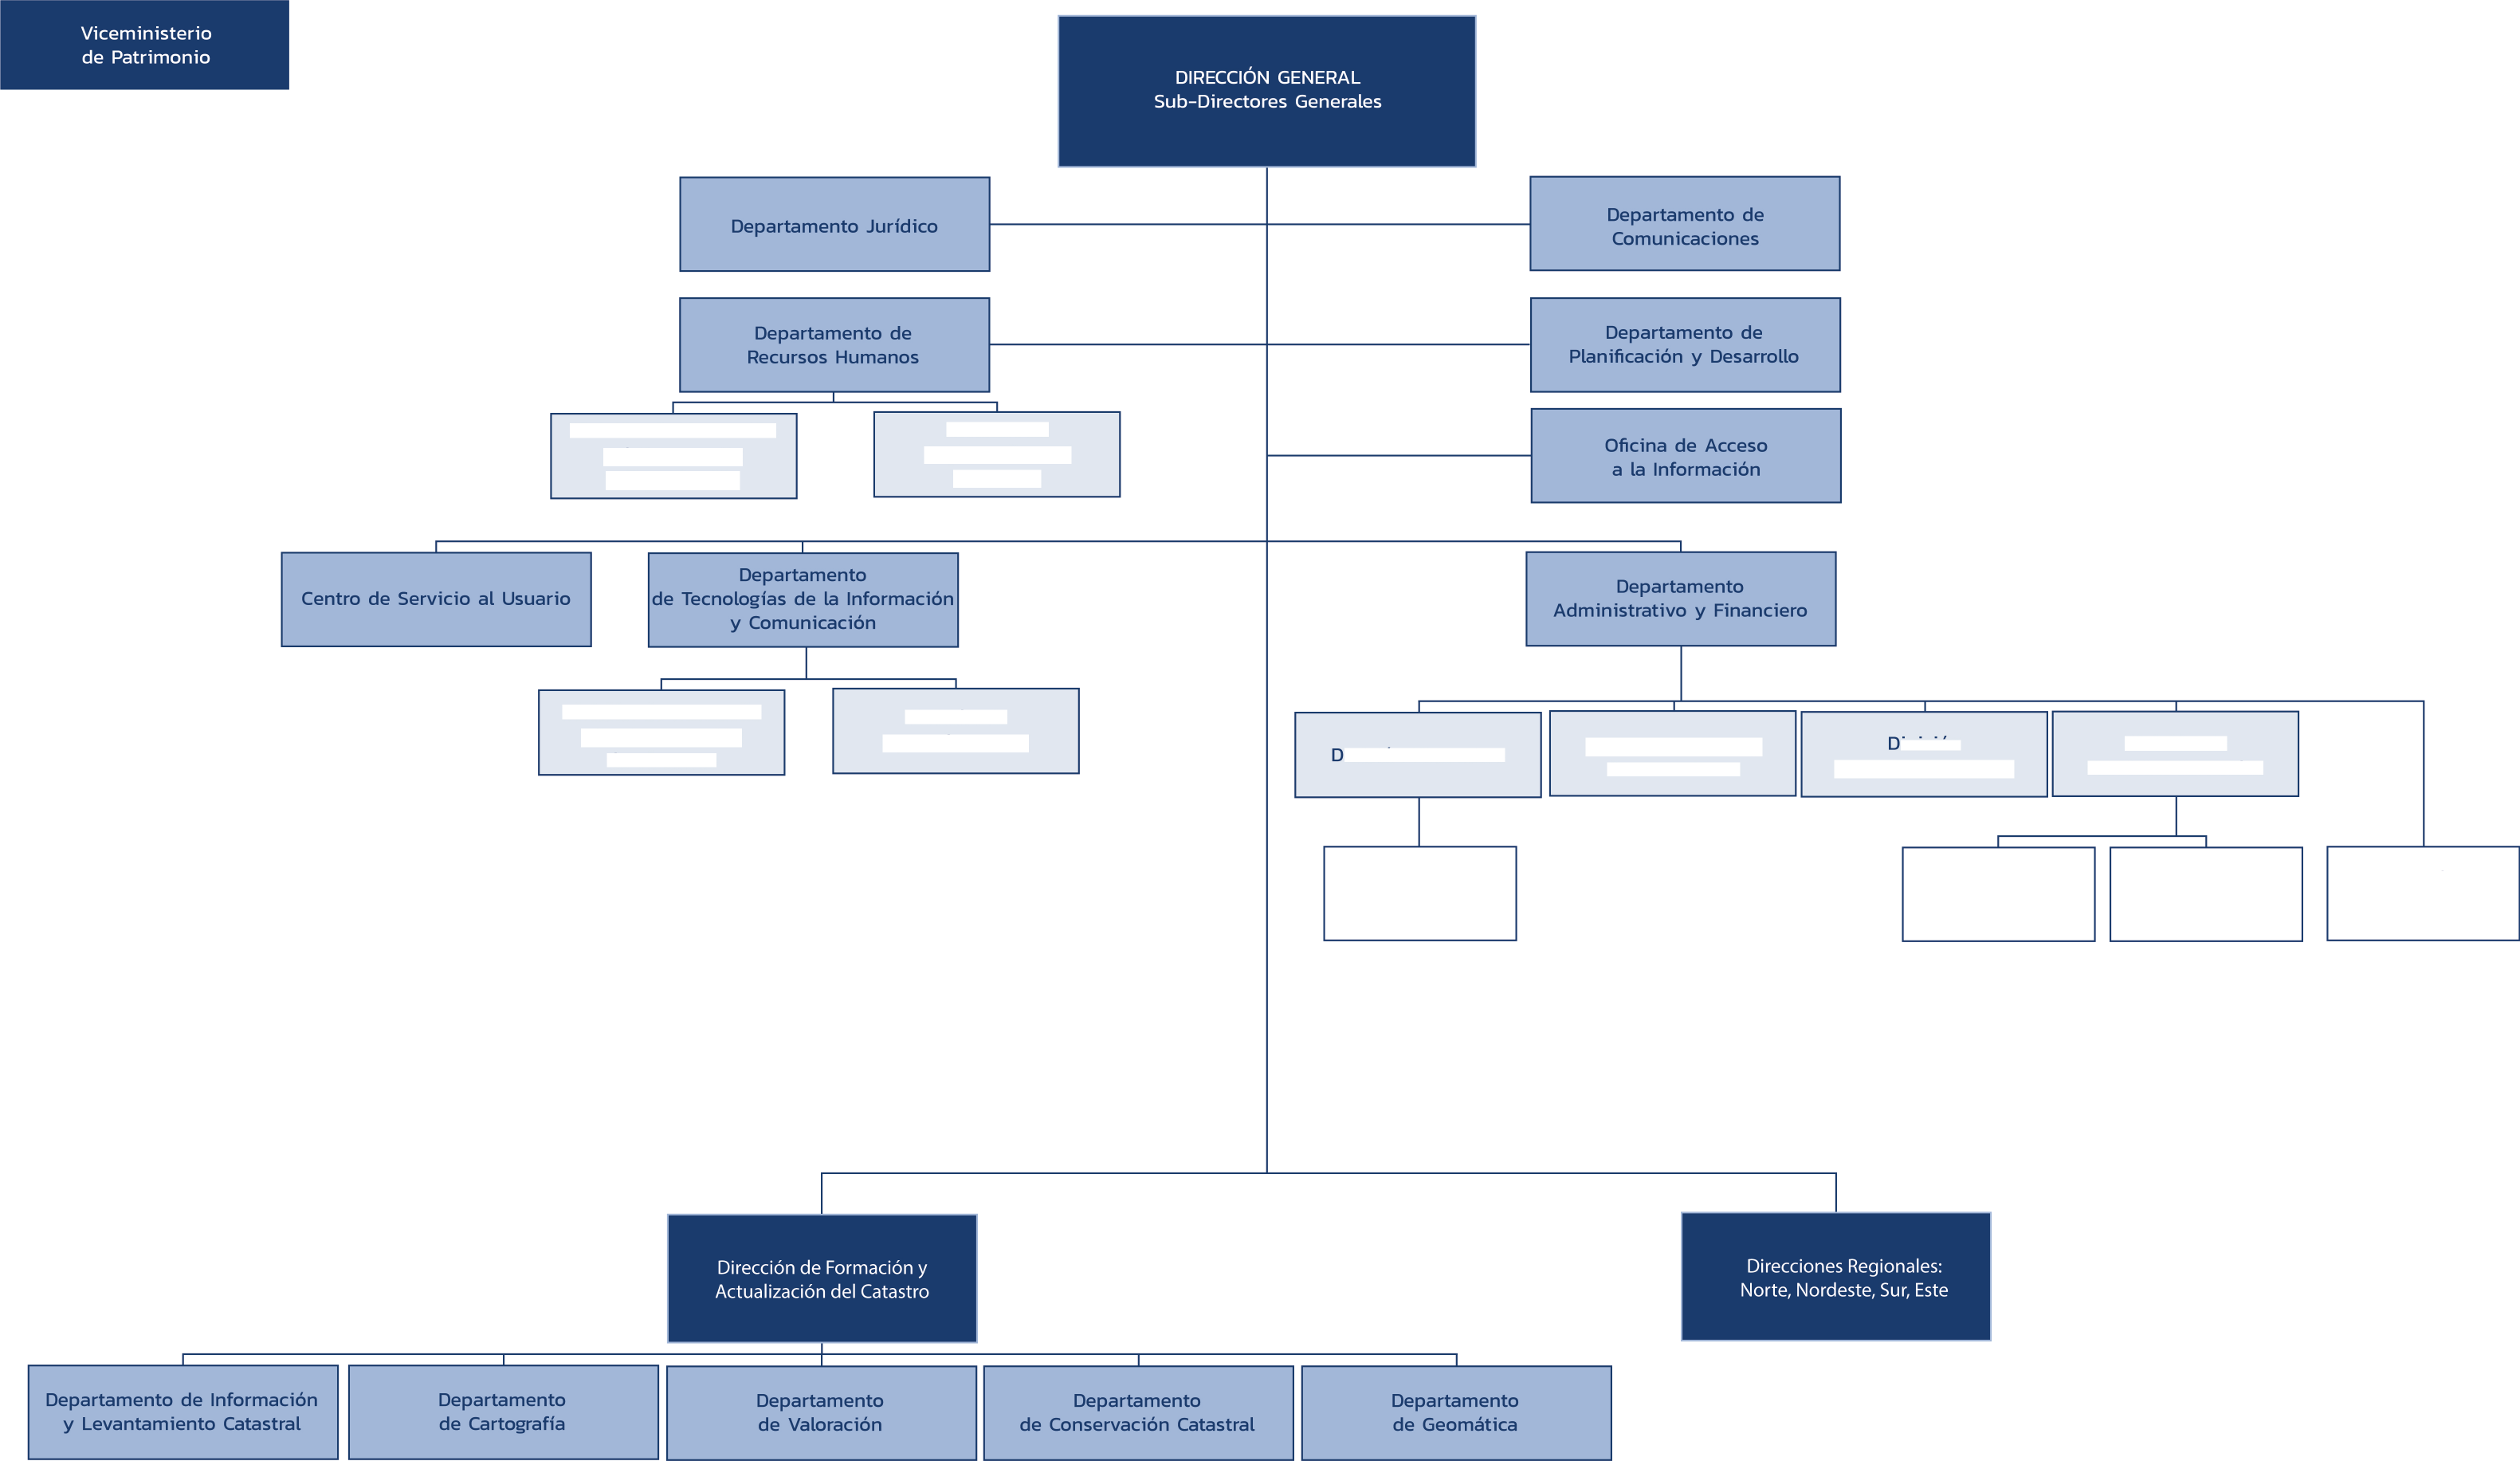 Viceministerio
de Patrimonio
DIRECCIÓN GENERAL
Sub-Directores Generales
Departamento Jurídico
Departamento de
Comunicaciones
Departamento de
Recursos Humanos
Departamento de
Planificación y Desarrollo
Oficina de Acceso
a la Información
Centro de Servicio al Usuario
Departamento
de Tecnologías de la Información
y Comunicación
Departamento
Administrativo y Financiero
Dirección de Formación y
Actualización del Catastro
Direcciones Regionales:
Norte, Nordeste, Sur, Este
Departamento de Información
y Levantamiento Catastral
Departamento
de Cartografía
Departamento
de Valoración
Departamento
de Conservación Catastral
Departamento
de Geomática